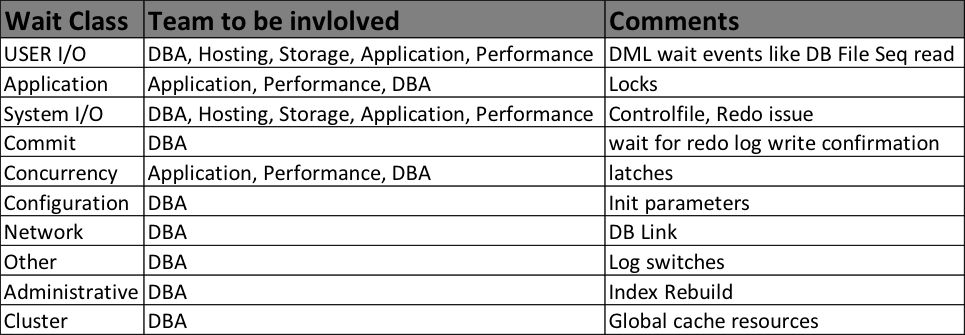 Wait Class Team to be invlolved Comments
USER I/O DBA, Hosting, Storage, Application, Performance DML wait events like DB File Seq read
Application Application, Performance, DBA Locks
System I/O DBA, Hosting, Storage, Application, Performance Controlfile, Redo issue
Commit DBA wait for redo log write confirmation
Concurrency Application, Performance, DBA latches
Configuration DBA Init parameters
Network DBA DB Link
Other DBA Log switches
Administrative DBA Index Rebuild
Cluster DBA Global cache resources